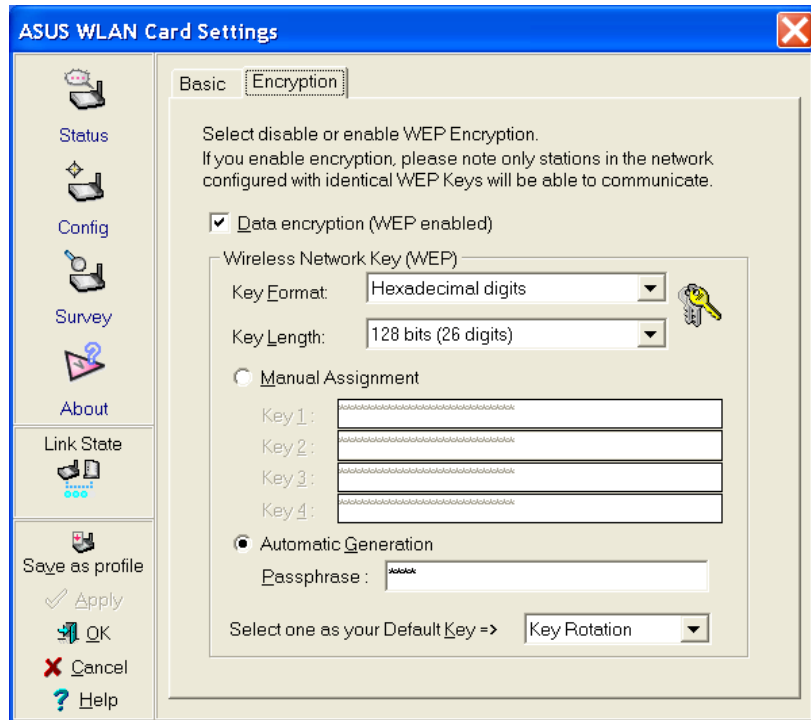 ASUS WLAN Card Settings
Status
Config
Survey
About
Link State
Save as profile
Apply
OK
Cancel
Help
Basic
Encryption
Select disable or enable WEP Encryption.
If you enable encryption, please note only stations in the network
configured with identical WEP Keys will be able to communicate.
Data encryption (WEP enabled)
Wireless Network Key (WEP)
Key Format: Hexadecimal digits
Key Length: 128 bits (26 digits)
Manual Assignment
Key 1 : **************************
Key 2 : **************************
Key 3 : **************************
Key 4 : **************************
Automatic Generation
Passphrase : ****
Select one as your Default Key => Key Rotation